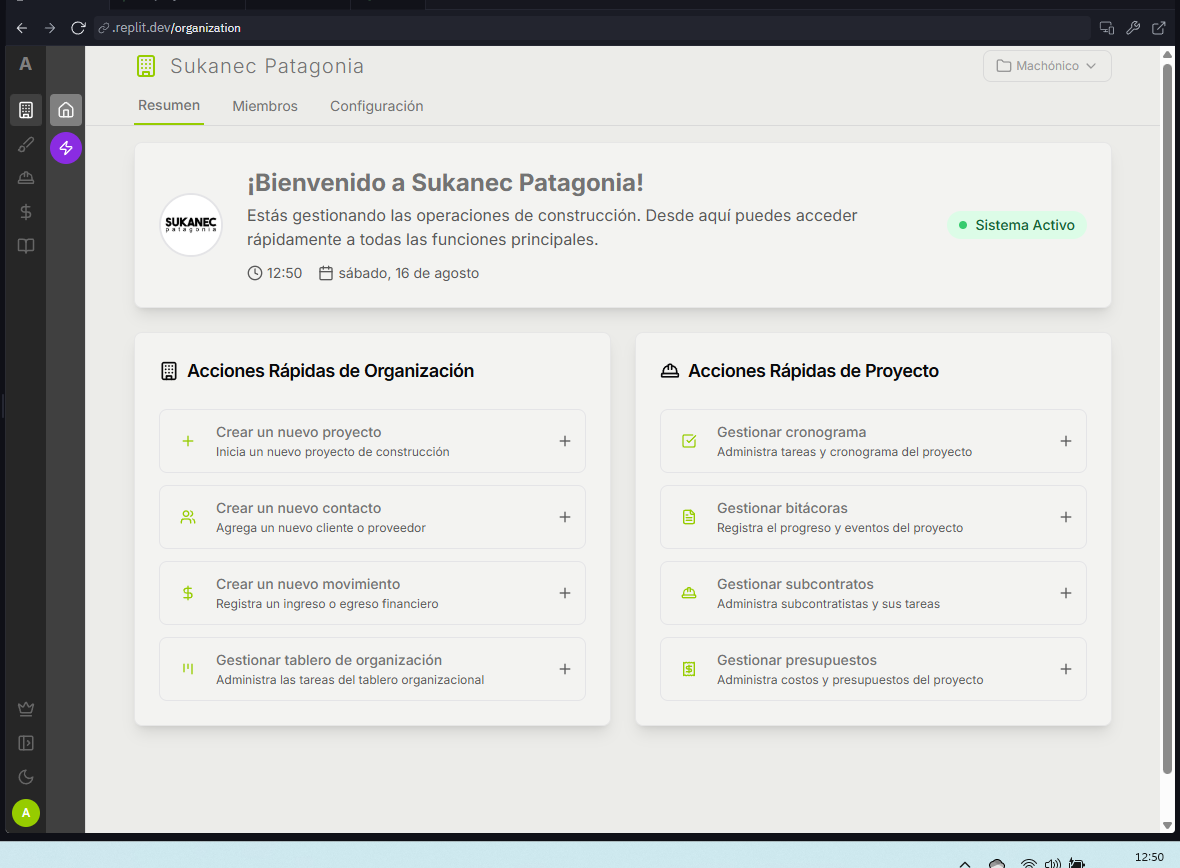 .replit.dev/organization
A
Sukanec Patagonia
Machónico
Resumen
Miembros
Configuración
¡Bienvenido a Sukanec Patagonia!
SUKANEC
patagonia
Estás gestionando las operaciones de construcción. Desde aquí puedes acceder
rápidamente a todas las funciones principales.
Sistema Activo
12:50
sábado, 16 de agosto
Acciones Rápidas de Organización
Crear un nuevo proyecto
Inicia un nuevo proyecto de construcción
Crear un nuevo contacto
Agrega un nuevo cliente o proveedor
Crear un nuevo movimiento
Registra un ingreso o egreso financiero
Gestionar tablero de organización
Administra las tareas del tablero organizacional
Acciones Rápidas de Proyecto
Gestionar cronograma
Administra tareas y cronograma del proyecto
Gestionar bitácoras
Registra el progreso y eventos del proyecto
Gestionar subcontratos
Administra subcontratistas y sus tareas
Gestionar presupuestos
Administra costos y presupuestos del proyecto
A
12:50